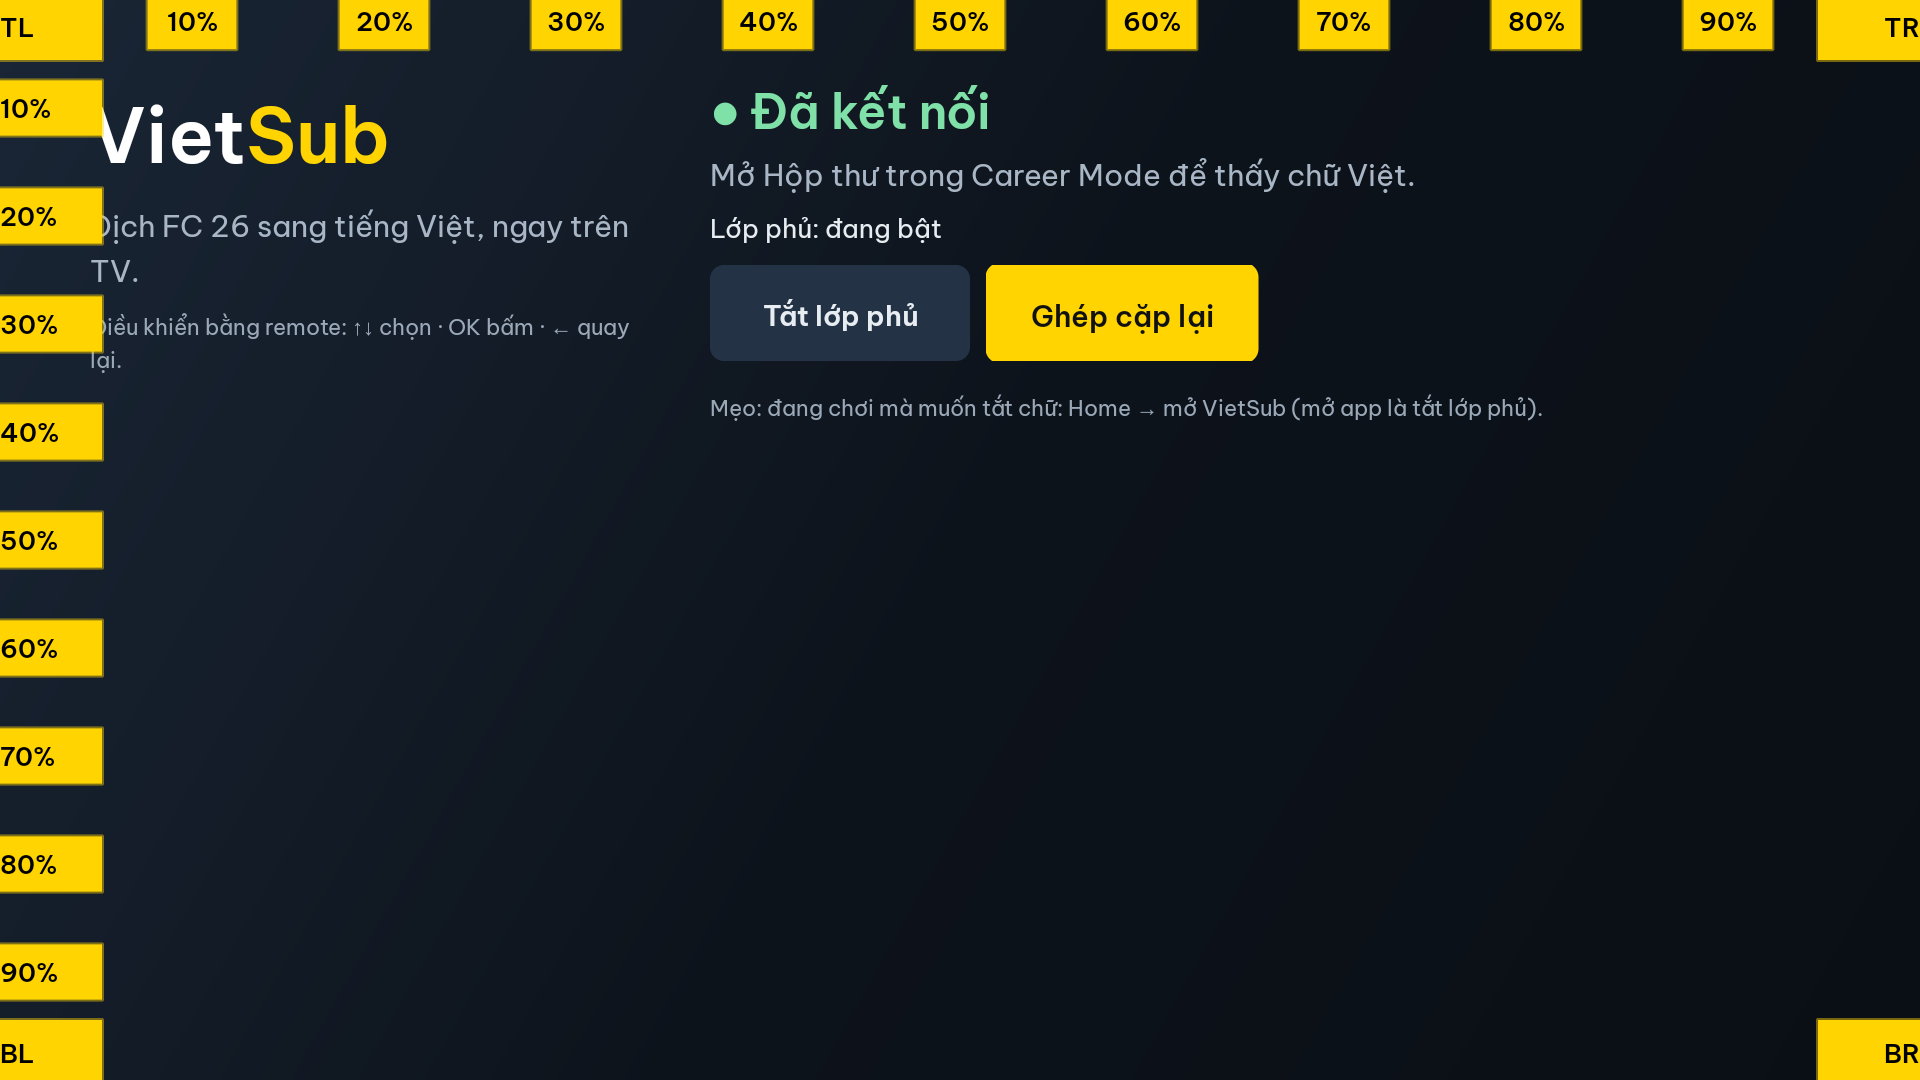 TL
10%
20%
30%
40%
50%
60%
70%
80%
90%
TR
10%
VietSub
● Đã kết nối
Mở Hộp thư trong Career Mode để thấy chữ Việt.
20%
Dịch FC 26 sang tiếng Việt, ngay trên
TV.
Lớp phủ: đang bật
30%
Điều khiển bằng remote: ↑↓ chọn · OK bấm · ← quay
lại.
Tắt lớp phủ
Ghép cặp lại
40%
Mẹo: đang chơi mà muốn tắt chữ: Home → mở VietSub (mở app là tắt lớp phủ).
50%
60%
70%
80%
90%
BL
BR